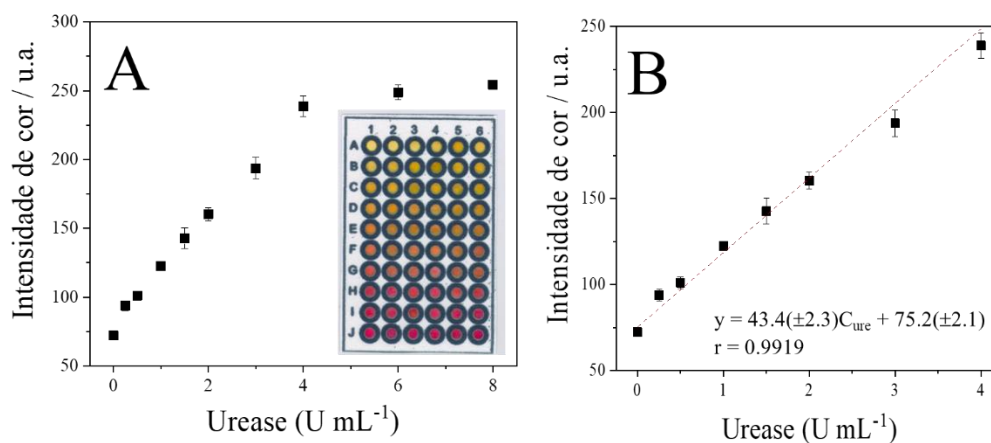 A
Intensidade de cor / u.a.
300
250
200
150
100
50
0 2 4 6 8
Urease (U mL⁻¹)
1 2 3 4 5 6
A
B
C
D
E
F
G
H
I
J
B
Intensidade de cor / u.a.
250
200
150
100
50
y = 43.4(±2.3)Cᵤᵣₑ + 75.2(±2.1)
r = 0.9919
0 1 2 3 4
Urease (U mL⁻¹)